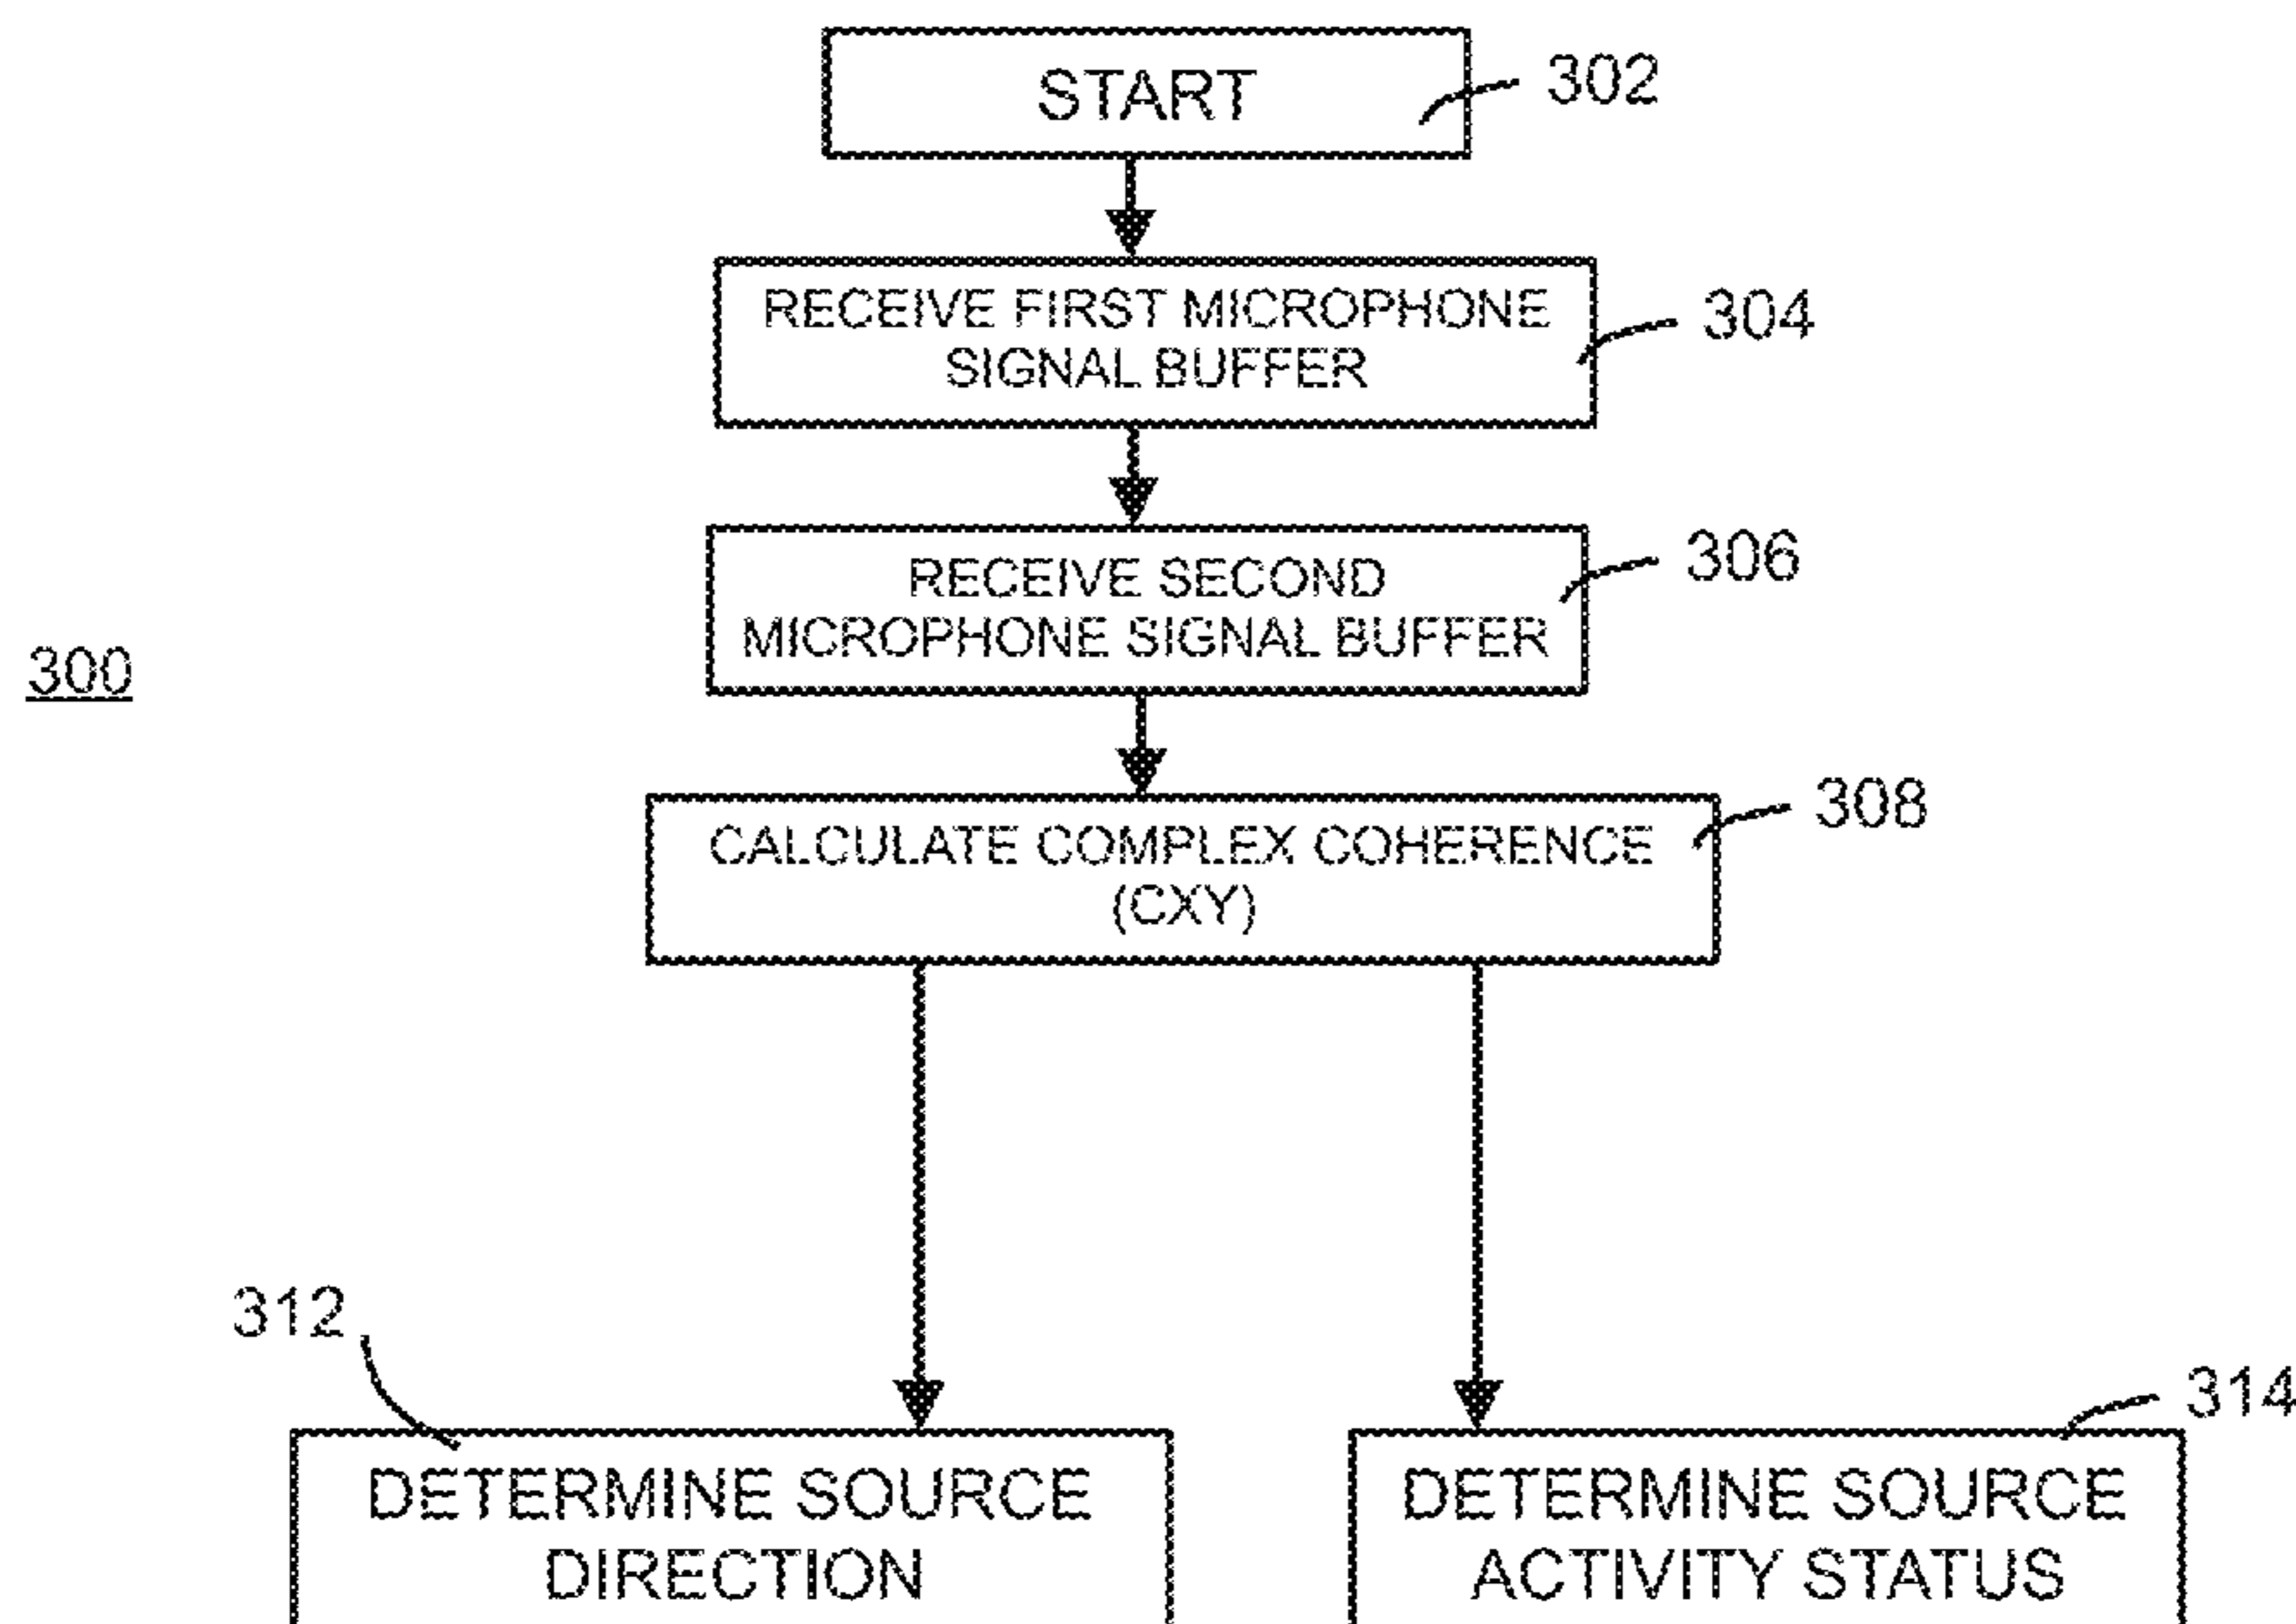 START
302
RECEIVE FIRST MICROPHONE
SIGNAL BUFFER
304
RECEIVE SECOND
MICROPHONE SIGNAL BUFFER
306
300
CALCULATE COMPLEX COHERENCE
(CXY)
308
312
DETERMINE SOURCE
DIRECTION
314
DETERMINE SOURCE
ACTIVITY STATUS